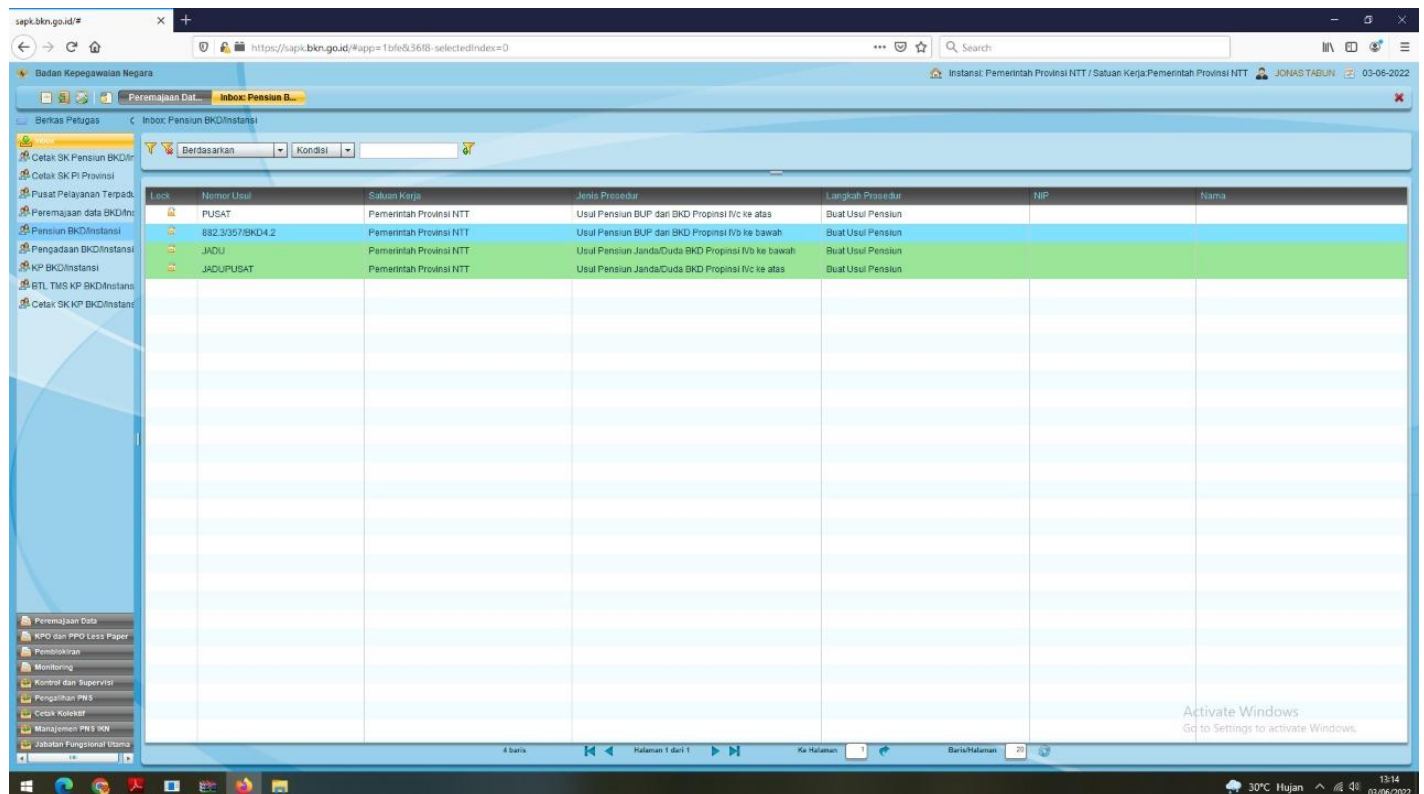 sapk.bkn.go.id/#
https://sapk.bkn.go.id/#app=1bfe&36f8-selectedIndex=0
Search
Badan Kepegawaian Negara
Instansi: Pemerintah Provinsi NTT / Satuan Kerja:Pemerintah Provinsi NTT JONAS TABUN 03-06-2022
Peremajaan Dat... Inbox: Pensiun B...
Berkas Petugas Inbox: Pensiun BKD/Instansi
Inbox
Berdasarkan Kondisi
Cetak SK Pensiun BKD/Ir
Cetak SK PI Provinsi
Pusat Pelayanan Terpadu
Peremajaan data BKD/Ins
Pensiun BKD/Instansi
Pengadaan BKD/Instansi
KP BKD/Instansi
BTL TMS KP BKD/Instans
Cetak SK KP BKD/Instans
Lock Nomor Usul Satuan Kerja Jenis Prosedur Langkah Prosedur NIP Nama
PUSAT Pemerintah Provinsi NTT Usul Pensiun BUP dari BKD Propinsi IVc ke atas Buat Usul Pensiun
882.3/357/BKD4.2 Pemerintah Provinsi NTT Usul Pensiun BUP dari BKD Propinsi IVb ke bawah Buat Usul Pensiun
JADU Pemerintah Provinsi NTT Usul Pensiun Janda/Duda BKD Propinsi IVb ke bawah Buat Usul Pensiun
JADUPUSAT Pemerintah Provinsi NTT Usul Pensiun Janda/Duda BKD Propinsi IVc ke atas Buat Usul Pensiun
Peremajaan Data
KPO dan PPO Less Paper
Pemblokiran
Monitoring
Kontrol dan Supervisi
Pengalihan PNS
Cetak Kolektif
Manajemen PNS IKN
Jabatan Fungsional Utama
Activate Windows
Go to Settings to activate Windows.
4 baris Halaman 1 dari 1 Ke Halaman 1 Baris/Halaman 20
30°C Hujan 13:14
03/06/2022